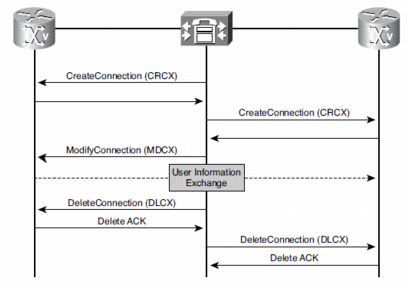 CreateConnection (CRCX)
CreateConnection (CRCX)
ModifyConnection (MDCX)
User Information
Exchange
DeleteConnection (DLCX)
Delete ACK
DeleteConnection (DLCX)
Delete ACK